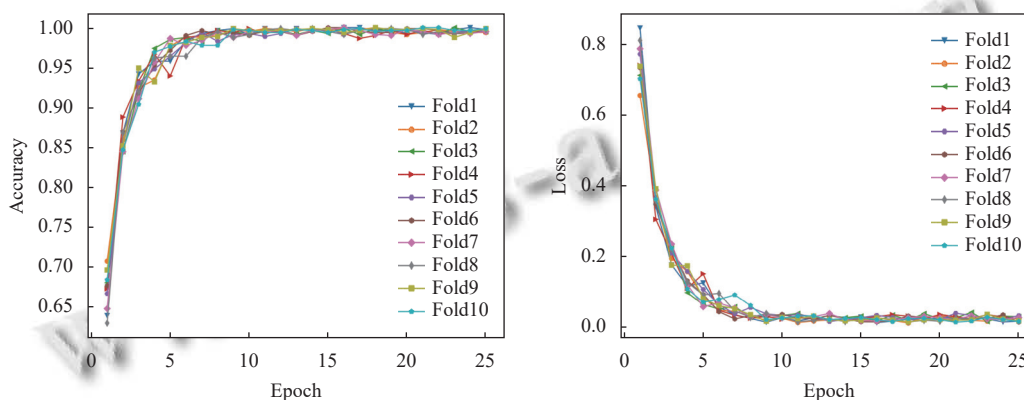 1.00
0.95
0.90
0.85
0.80
0.75
0.70
0.65
Accuracy
Fold1
Fold2
Fold3
Fold4
Fold5
Fold6
Fold7
Fold8
Fold9
Fold10
0 5 10 15 20 25
Epoch
0.8
0.6
0.4
0.2
0.0
Loss
Fold1
Fold2
Fold3
Fold4
Fold5
Fold6
Fold7
Fold8
Fold9
Fold10
0 5 10 15 20 25
Epoch